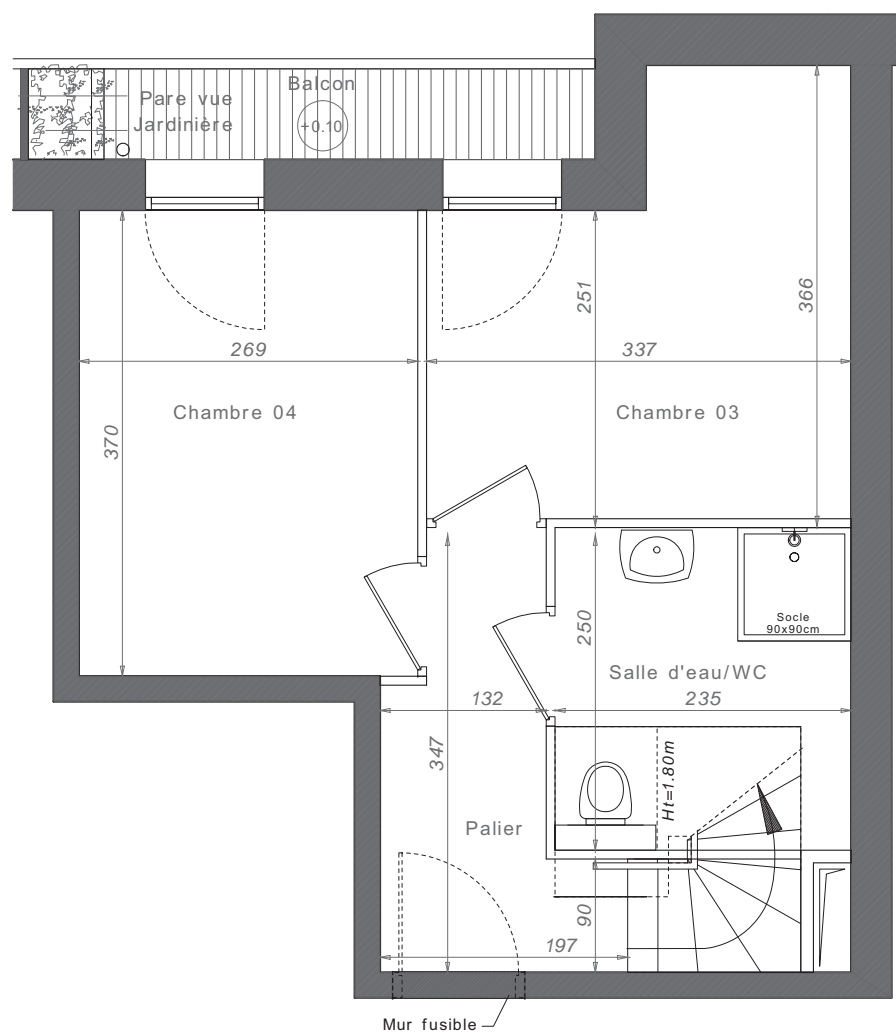 Balcon
Pare vue
Jardinière
+0.10
251
366
269
337
Chambre 04
Chambre 03
370
Socle
90x90cm
250
Salle d'eau/WC
132
235
347
Ht=1.80m
Palier
90
197
Mur fusible